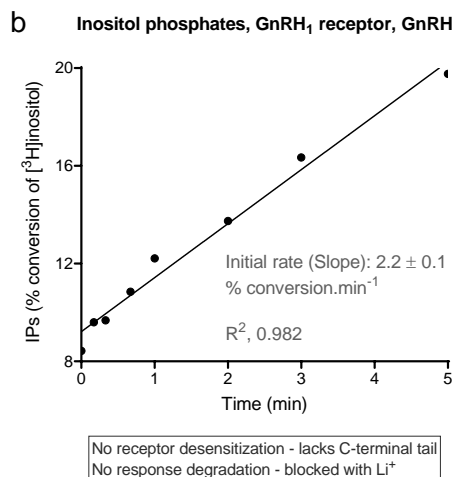 b
Inositol phosphates, GnRH₁ receptor, GnRH
IPs (% conversion of [³H]inositol)
20
16
12
8
Initial rate (Slope): 2.2 ± 0.1
% conversion.min⁻¹
R², 0.982
0
1
2
3
4
5
Time (min)
No receptor desensitization - lacks C-terminal tail
No response degradation - blocked with Li⁺